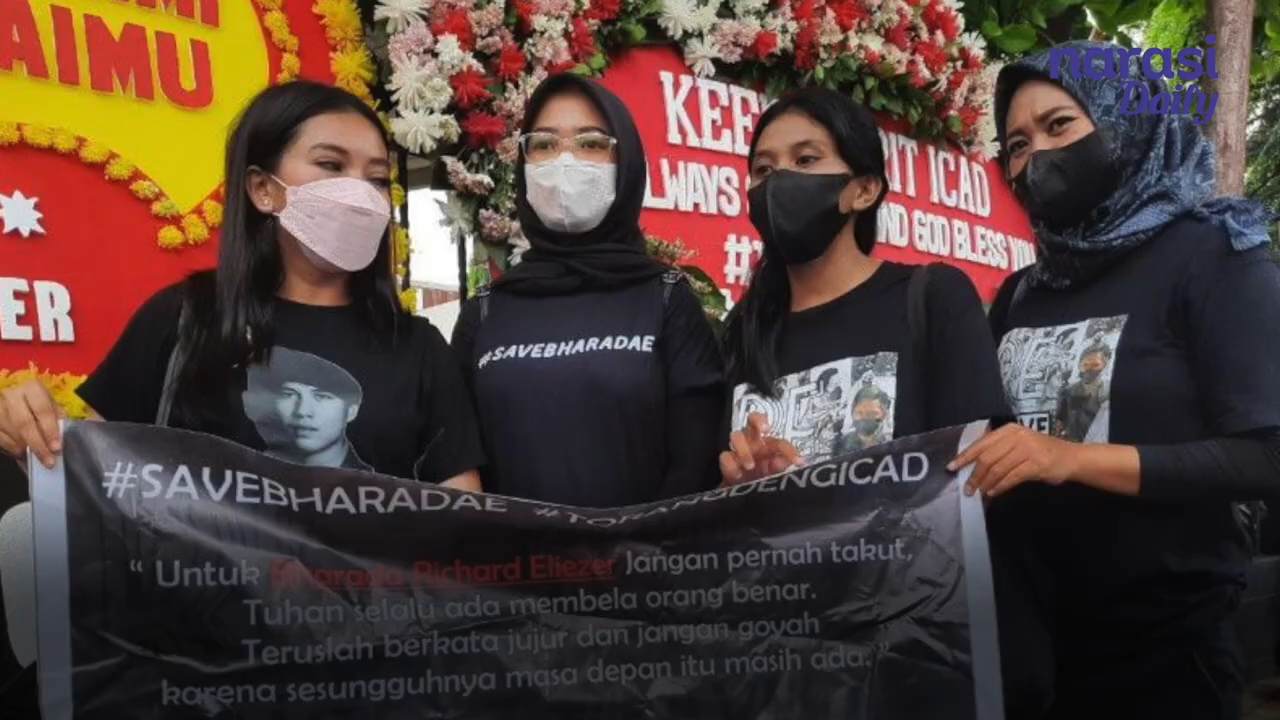 AIMU
ER
KEE
RIT ICAD
ALWAYS
AND GOD BLESS YOU
narasi
Daily
#SAVEBHARADAE
#SAVEBHARADAE #TORANGDENGICAD
“ Untuk Bharada Richard Eliezer Jangan pernah takut,
Tuhan selalu ada membela orang benar.
Teruslah berkata jujur dan jangan goyah
karena sesungguhnya masa depan itu masih ada.”